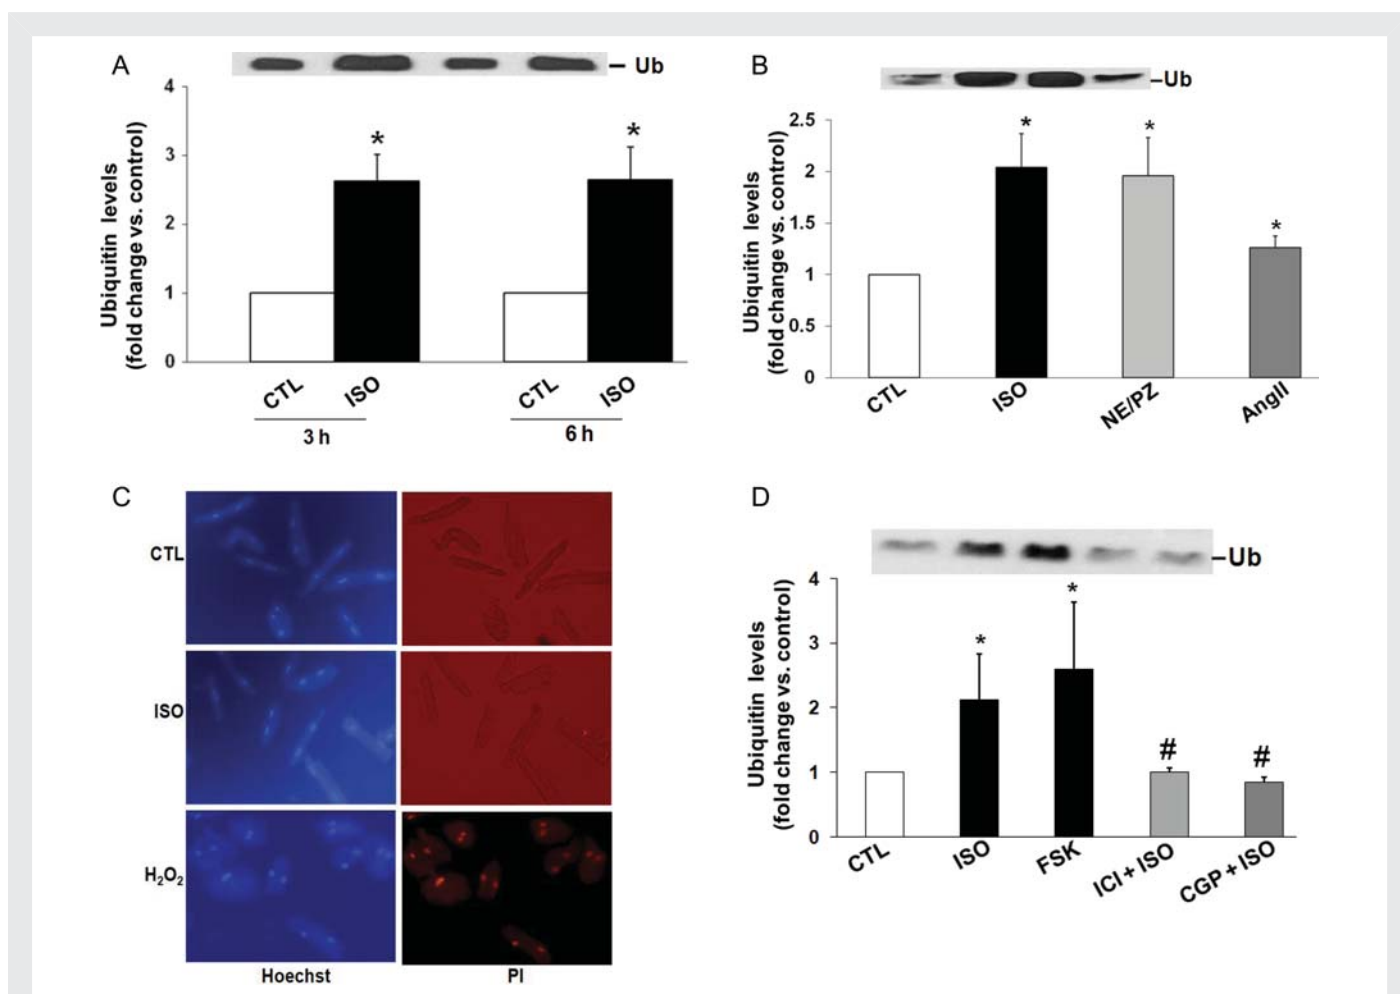 A
– Ub
Ubiquitin levels
(fold change vs. control)
4
3
2
1
0
*
*
CTL
ISO
CTL
ISO
3 h
6 h
B
–Ub
Ubiquitin levels
(fold change vs. control)
2.5
2
1.5
1
0.5
0
*
*
*
CTL
ISO
NE/PZ
AngII
C
CTL
ISO
H₂O₂
Hoechst
PI
D
–Ub
Ubiquitin levels
(fold change vs. control)
4
3
2
1
0
*
*
#
#
CTL
ISO
FSK
ICI + ISO
CGP + ISO